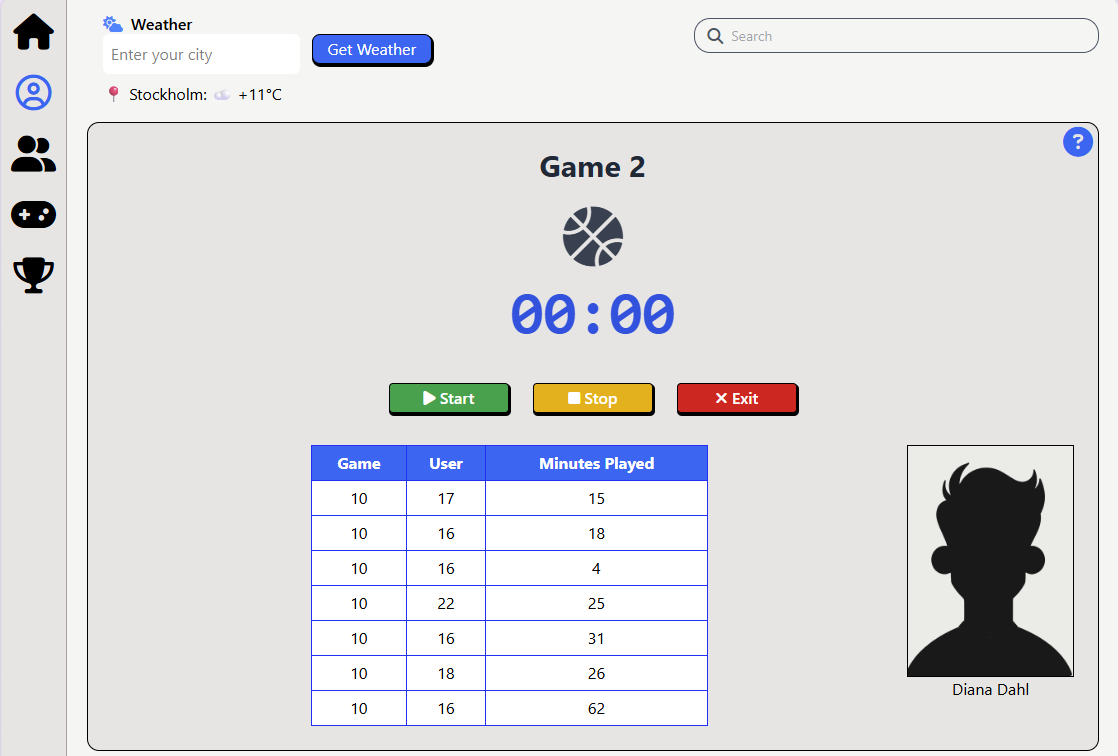 Weather
Enter your city
Get Weather
Search
Stockholm: +11°C
?
Game 2
00:00
Start Stop Exit
Game User Minutes Played
10 17 15
10 16 18
10 16 4
10 22 25
10 16 31
10 18 26
10 16 62
Diana Dahl